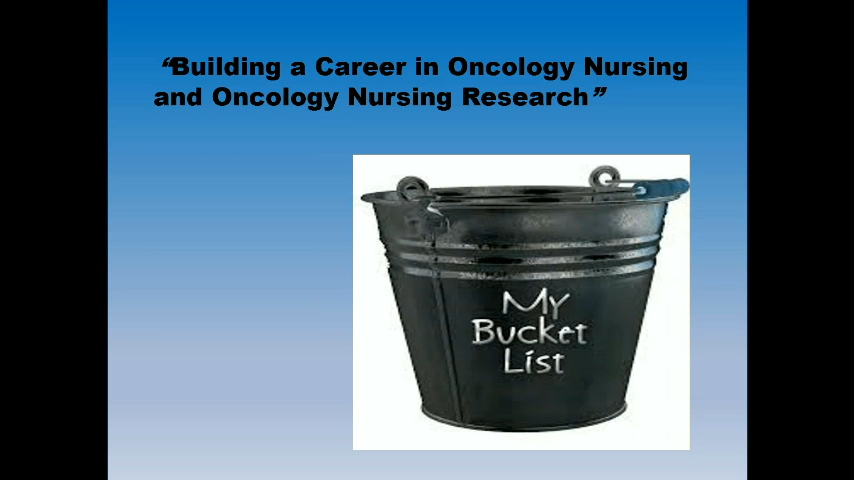 “Building a Career in Oncology Nursing
and Oncology Nursing Research”
My
Bucket
List